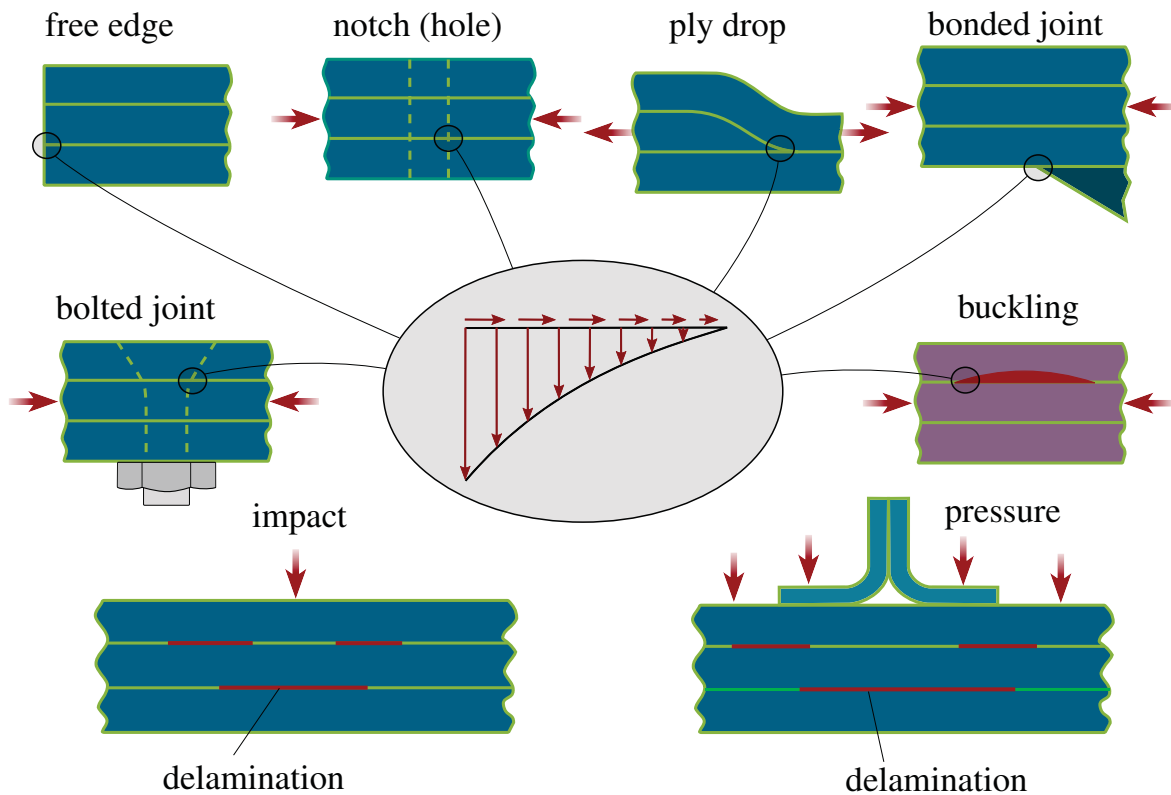 free edge
notch (hole)
ply drop
bonded joint
bolted joint
buckling
impact
pressure
delamination
delamination